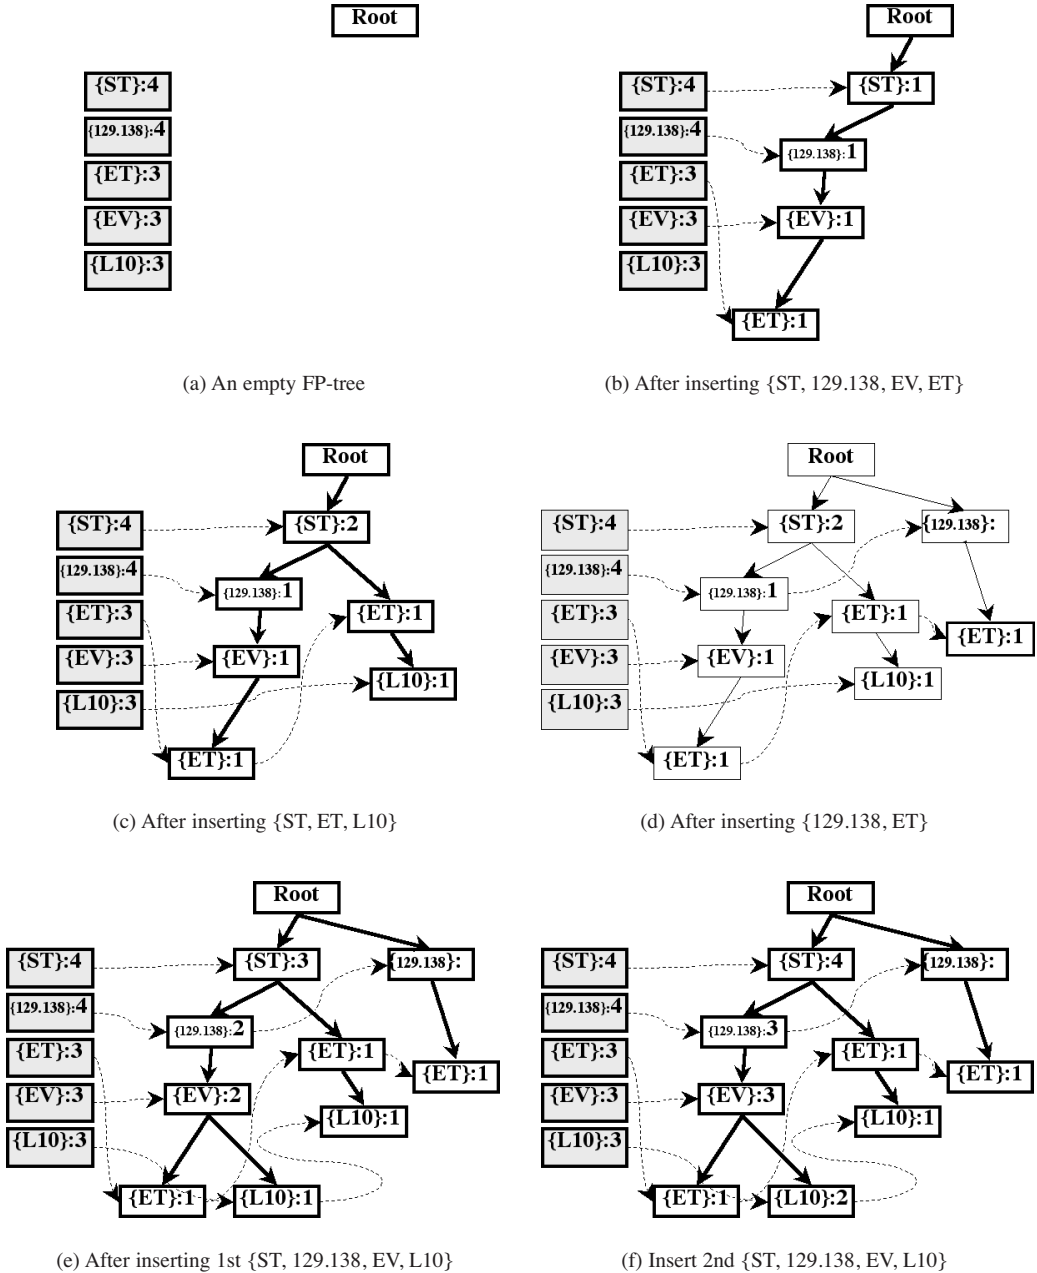 Root
{ST}:4
{129.138}:4
{ET}:3
{EV}:3
{L10}:3
(a) An empty FP-tree
Root
{ST}:4
{ST}:1
{129.138}:4
{129.138}:1
{ET}:3
{EV}:3
{EV}:1
{L10}:3
{ET}:1
(b) After inserting {ST, 129.138, EV, ET}
Root
{ST}:4
{ST}:2
{129.138}:4
{129.138}:1
{ET}:3
{ET}:1
{EV}:3
{EV}:1
{L10}:3
{L10}:1
{ET}:1
(c) After inserting {ST, ET, L10}
Root
{ST}:4
{ST}:2
{129.138}:
{129.138}:4
{129.138}:1
{ET}:3
{ET}:1
{ET}:1
{EV}:3
{EV}:1
{L10}:3
{L10}:1
{ET}:1
(d) After inserting {129.138, ET}
Root
{ST}:4
{ST}:3
{129.138}:
{129.138}:4
{129.138}:2
{ET}:3
{ET}:1
{ET}:1
{EV}:3
{EV}:2
{L10}:3
{L10}:1
{ET}:1
{L10}:1
(e) After inserting 1st {ST, 129.138, EV, L10}
Root
{ST}:4
{ST}:4
{129.138}:
{129.138}:4
{129.138}:3
{ET}:3
{ET}:1
{ET}:1
{EV}:3
{EV}:3
{L10}:3
{L10}:1
{ET}:1
{L10}:2
(f) Insert 2nd {ST, 129.138, EV, L10}